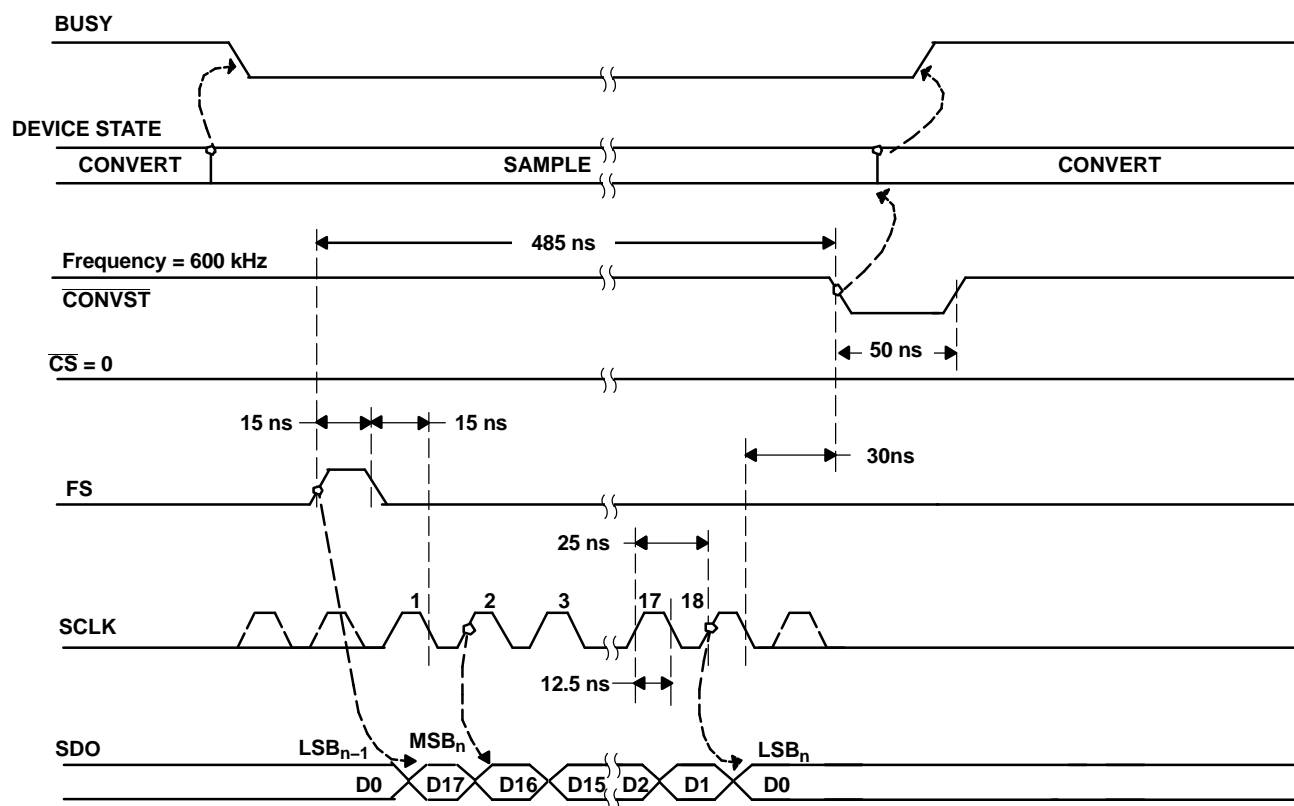 BUSY
DEVICE STATE
CONVERT SAMPLE CONVERT
485 ns
Frequency = 600 kHz
CONVST
50 ns
CS = 0
15 ns 15 ns
30ns
FS
25 ns
1 2 3 17 18
SCLK
12.5 ns
SDO LSBn–1 MSBn LSBn
D0 D17 D16 D15 D2 D1 D0